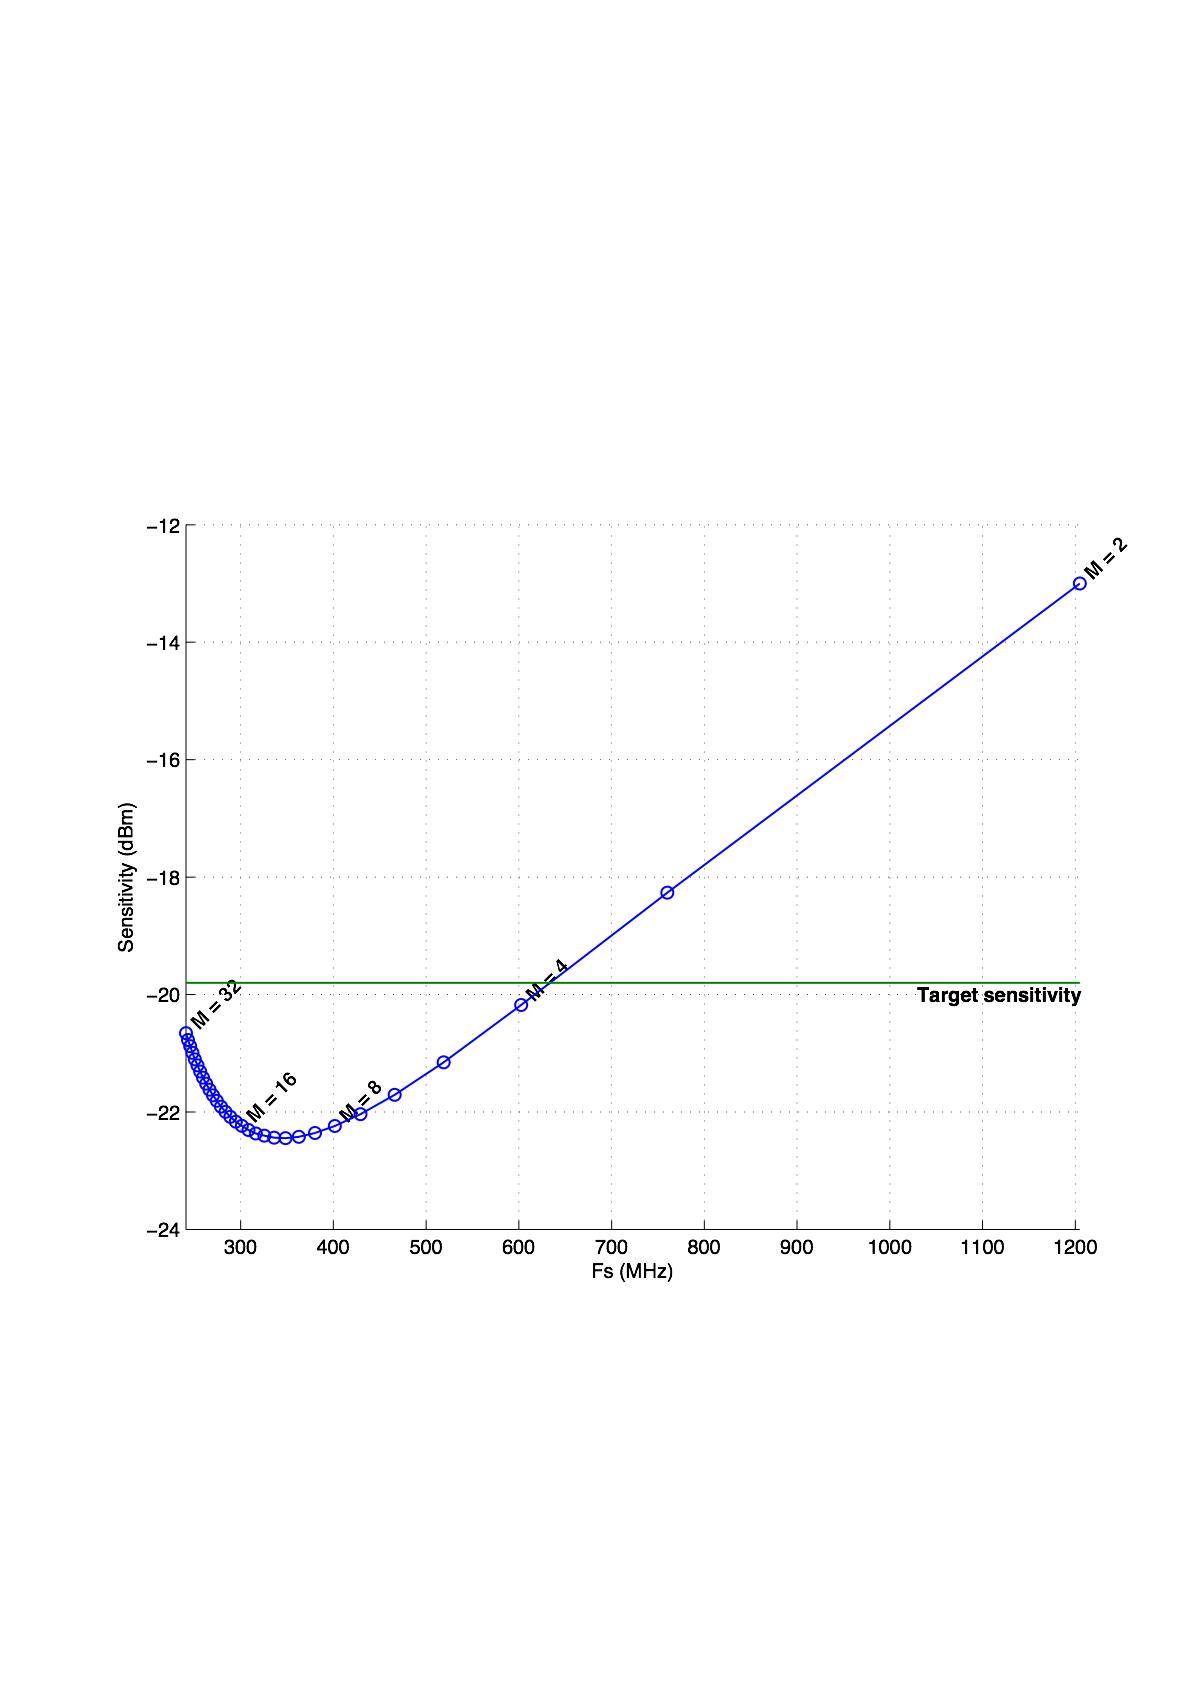 −12
M = 2
−14
−16
−18
Sensitivity (dBm)
M = 4
−20
M = 32
Target sensitivity
M = 16
M = 8
−22
−24
300 400 500 600 700 800 900 1000 1100 1200
Fs (MHz)